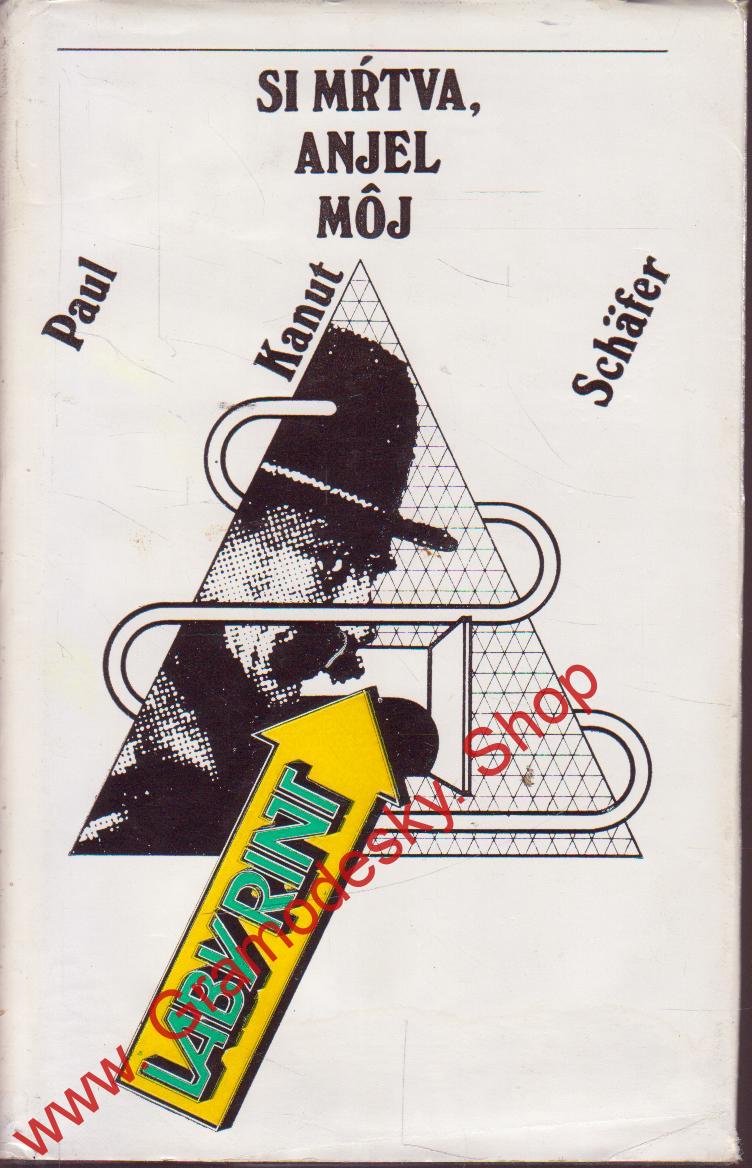 SI MŔTVA,
ANJEL
MÔJ
Paul
Kanut
Schäfer
LABYRINT
www. Gramodesky. Shop